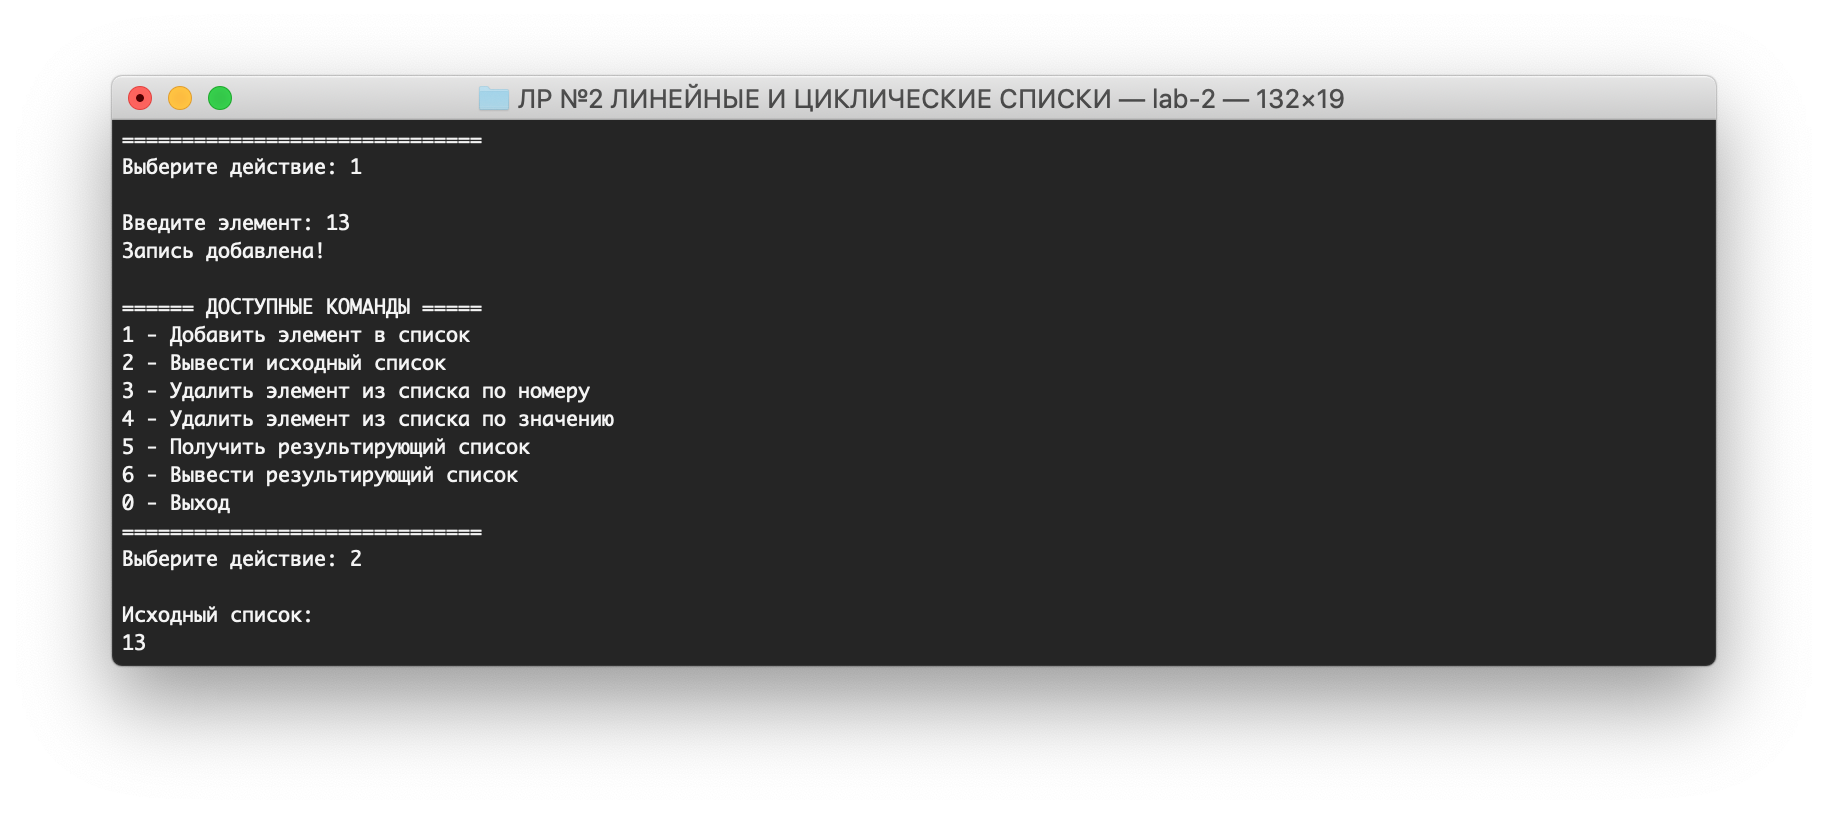 ЛР №2 ЛИНЕЙНЫЕ И ЦИКЛИЧЕСКИЕ СПИСКИ — lab-2 — 132×19
==============================
Выберите действие: 1
Введите элемент: 13
Запись добавлена!
====== ДОСТУПНЫЕ КОМАНДЫ =====
1 - Добавить элемент в список
2 - Вывести исходный список
3 - Удалить элемент из списка по номеру
4 - Удалить элемент из списка по значению
5 - Получить результирующий список
6 - Вывести результирующий список
0 - Выход
==============================
Выберите действие: 2
Исходный список:
13